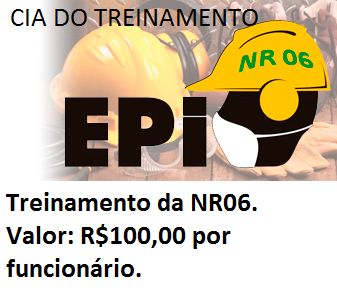 CIA DO TREINAMENTO
NR 06
EPI
Treinamento da NR06.
Valor: R$100,00 por
funcionário.